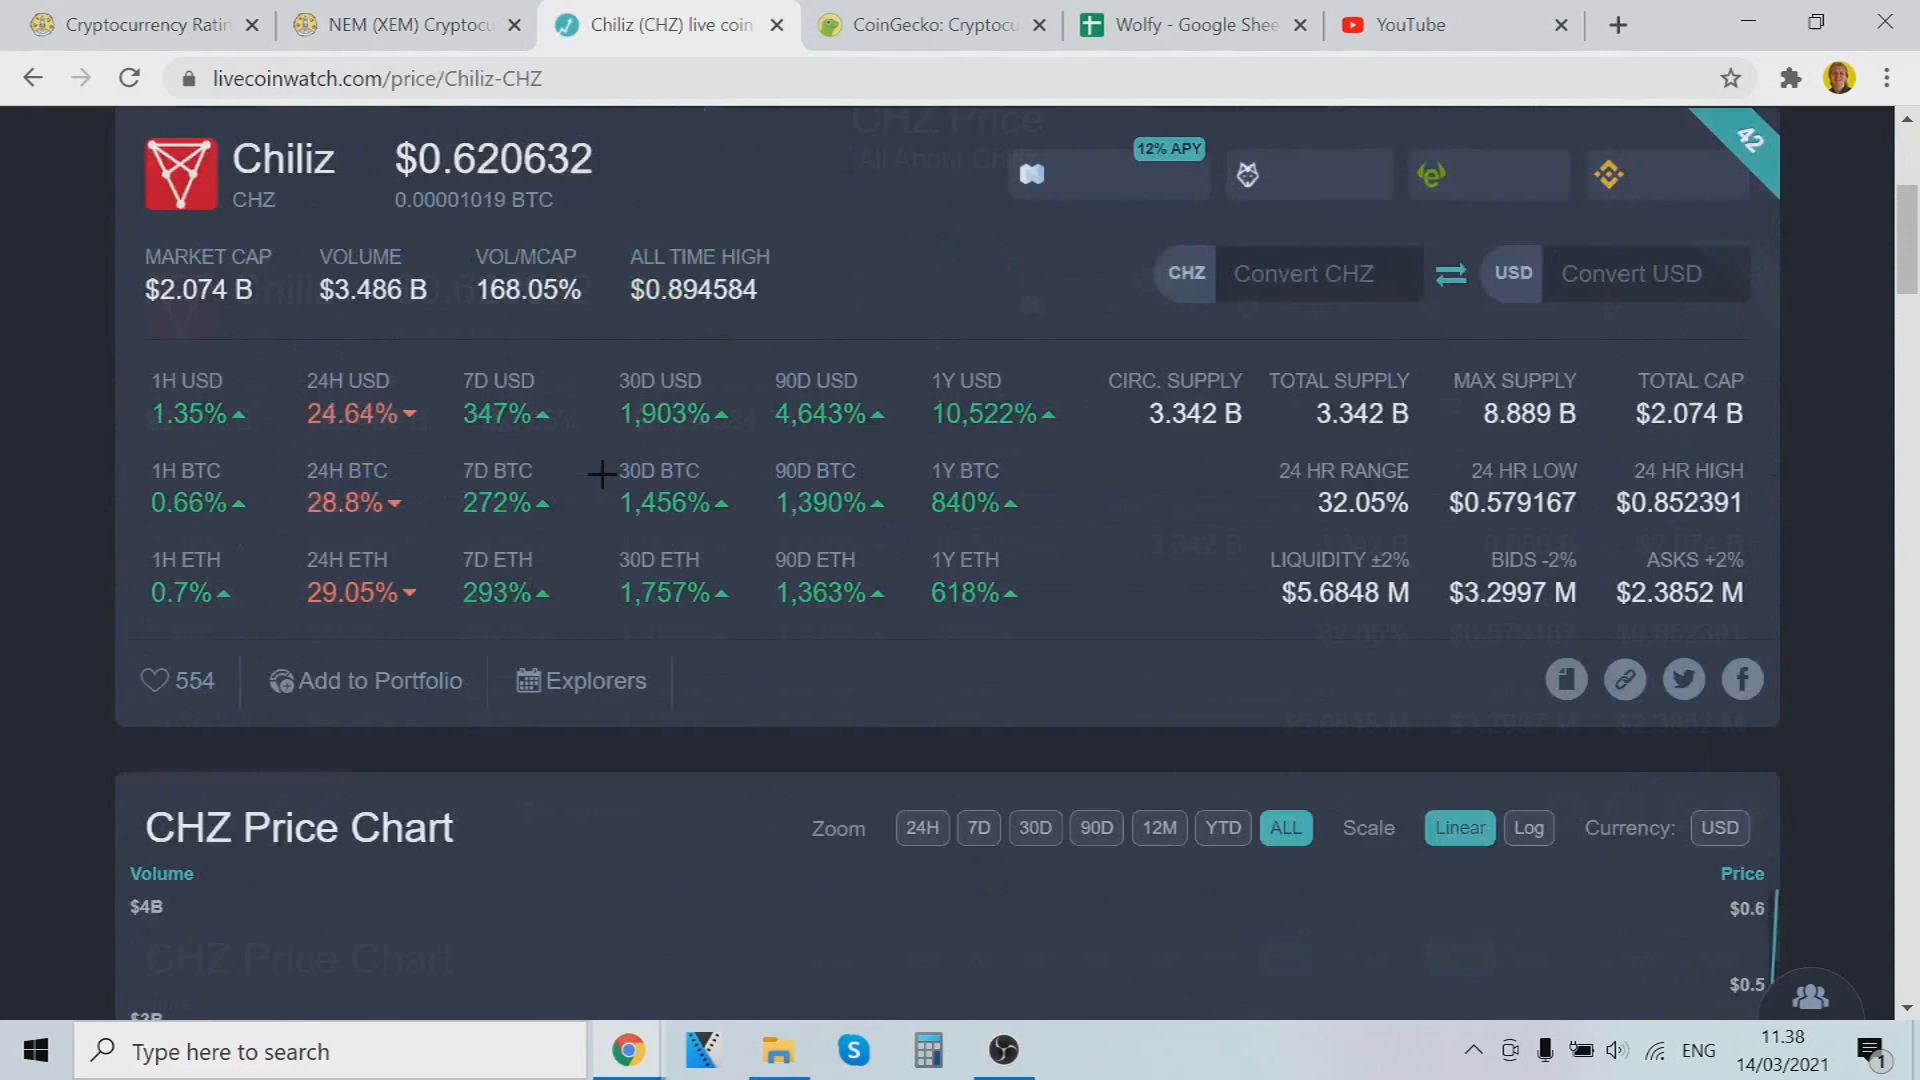 Cryptocurrency Ratin
NEM (XEM) Cryptocu
Chiliz (CHZ) live coin
CoinGecko: Cryptocu
Wolfy - Google Shee
YouTube
livecoinwatch.com/price/Chiliz-CHZ
CHZ Price
All About Chiliz
42
Chiliz
CHZ
$0.620632
0.00001019 BTC
12% APY
MARKET CAP VOLUME VOL/MCAP ALL TIME HIGH
$2.074 B $3.486 B 168.05% $0.894584
CHZ Convert CHZ USD Convert USD
1H USD 24H USD 7D USD 30D USD 90D USD 1Y USD CIRC. SUPPLY TOTAL SUPPLY MAX SUPPLY TOTAL CAP
1.35% 24.64% 347% 1,903% 4,643% 10,522% 3.342 B 3.342 B 8.889 B $2.074 B
1H BTC 24H BTC 7D BTC 30D BTC 90D BTC 1Y BTC 24 HR RANGE 24 HR LOW 24 HR HIGH
0.66% 28.8% 272% 1,456% 1,390% 840% 32.05% $0.579167 $0.852391
1H ETH 24H ETH 7D ETH 30D ETH 90D ETH 1Y ETH LIQUIDITY ±2% BIDS -2% ASKS +2%
0.7% 29.05% 293% 1,757% 1,363% 618% $5.6848 M $3.2997 M $2.3852 M
554 Add to Portfolio Explorers
CHZ Price Chart Zoom 24H 7D 30D 90D 12M YTD ALL Scale Linear Log Currency: USD
Volume Price
$4B $0.6
CHZ Price Chart
$0.5
Type here to search
ENG
11.38
14/03/2021
1